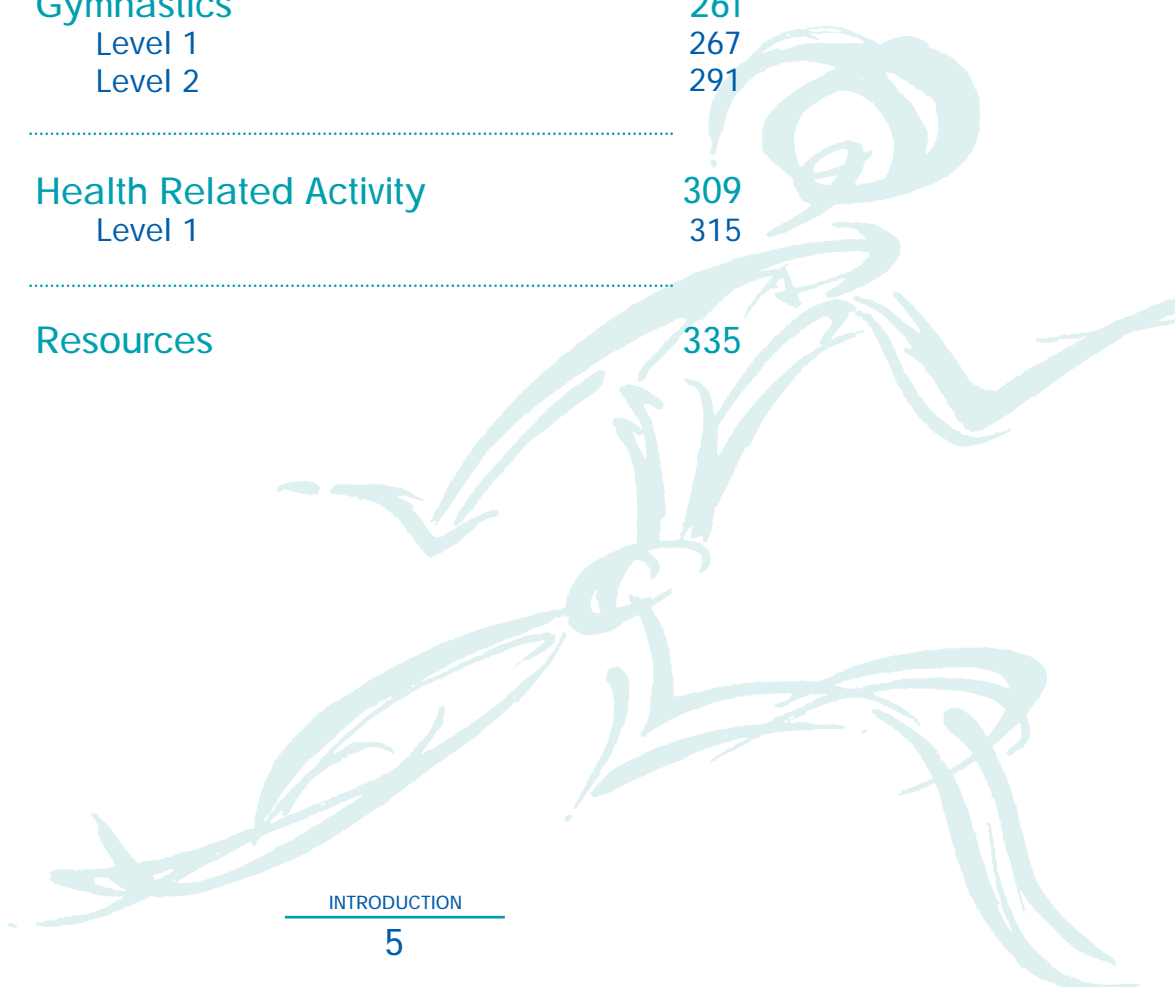 Gymnastics 261
Level 1 267
Level 2 291
Health Related Activity 309
Level 1 315
Resources 335
INTRODUCTION
5